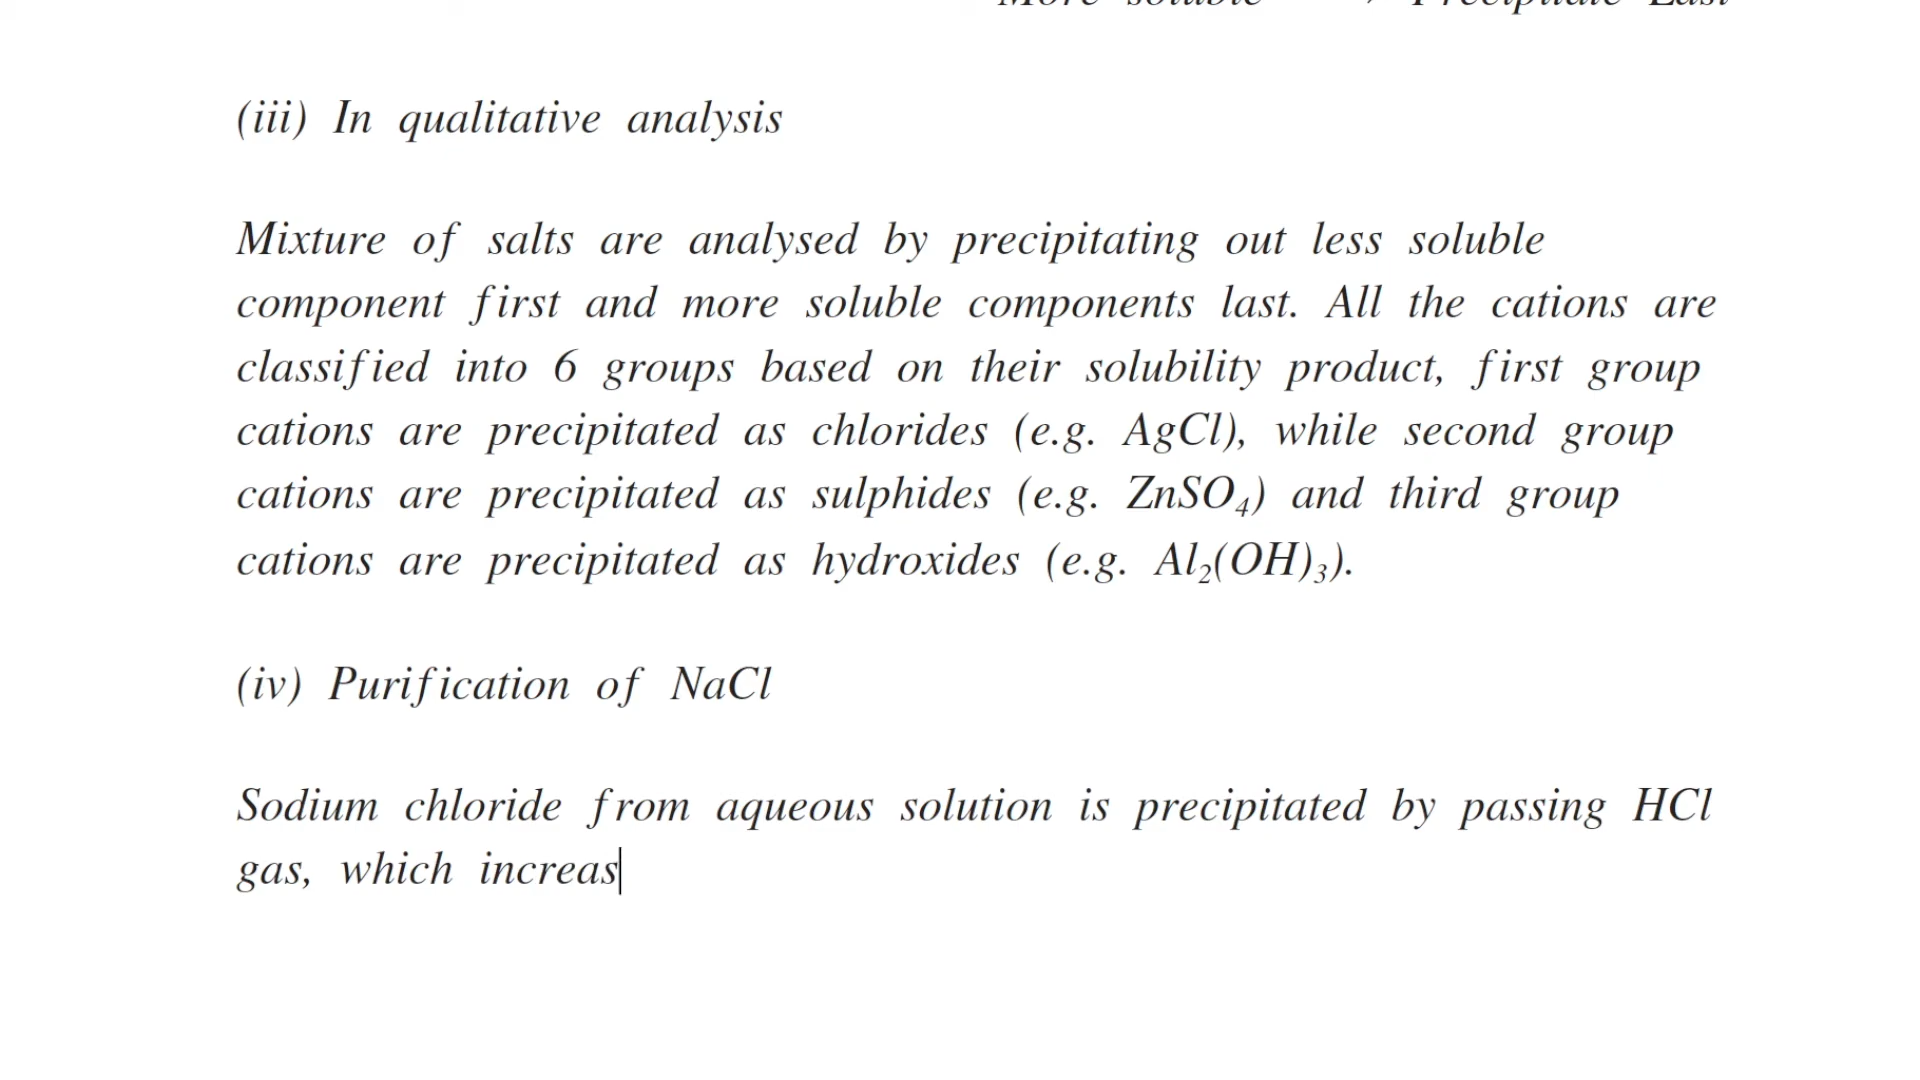 More soluble → Precipitate Last
(iii) In qualitative analysis
Mixture of salts are analysed by precipitating out less soluble
component first and more soluble components last. All the cations are
classified into 6 groups based on their solubility product, first group
cations are precipitated as chlorides (e.g. AgCl), while second group
cations are precipitated as sulphides (e.g. ZnSO₄) and third group
cations are precipitated as hydroxides (e.g. Al₂(OH)₃).
(iv) Purification of NaCl
Sodium chloride from aqueous solution is precipitated by passing HCl
gas, which increas